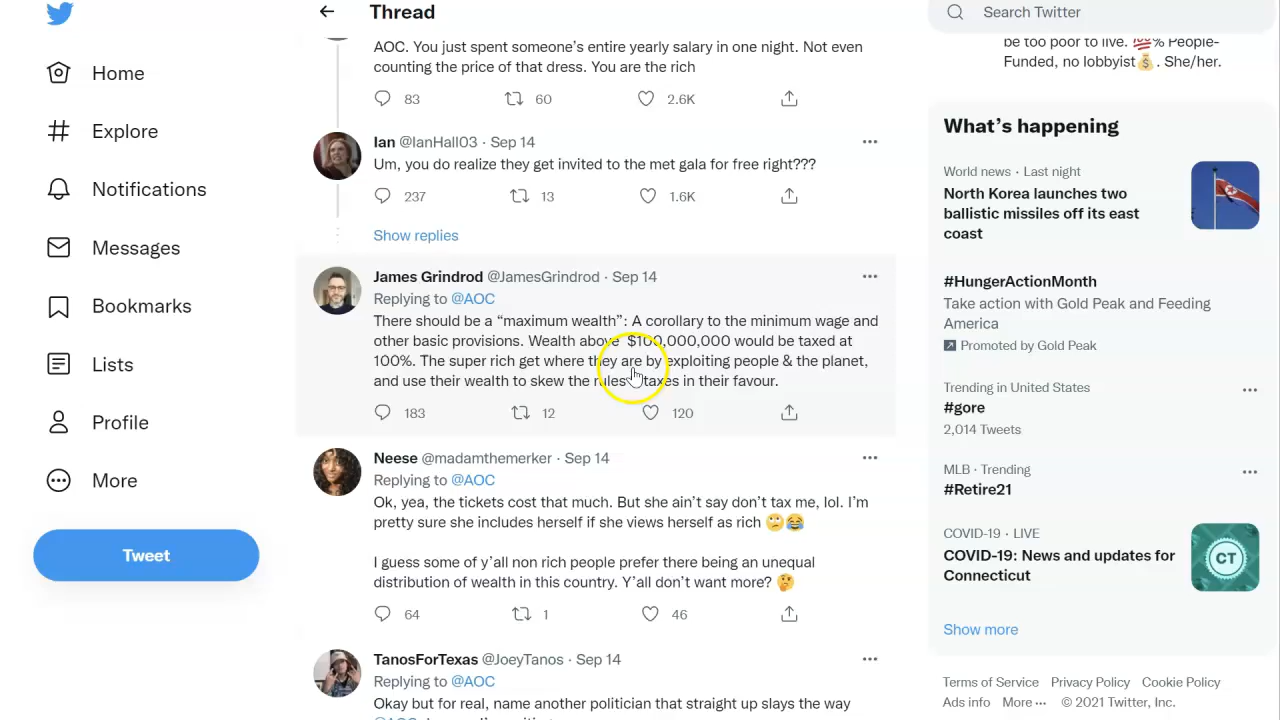 Home
Explore
Notifications
Messages
Bookmarks
Lists
Profile
More
Tweet
Thread
AOC. You just spent someone's entire yearly salary in one night. Not even
counting the price of that dress. You are the rich
83 60 2.6K
Ian @IanHall03 · Sep 14
Um, you do realize they get invited to the met gala for free right???
237 13 1.6K
Show replies
James Grindrod @JamesGrindrod · Sep 14
Replying to @AOC
There should be a “maximum wealth”: A corollary to the minimum wage and
other basic provisions. Wealth above $100,000,000 would be taxed at
100%. The super rich get where they are by exploiting people & the planet,
and use their wealth to skew the rules taxes in their favour.
183 12 120
Neese @madamthemerker · Sep 14
Replying to @AOC
Ok, yea, the tickets cost that much. But she ain't say don't tax me, lol. I'm
pretty sure she includes herself if she views herself as rich 🙄😂
I guess some of y'all non rich people prefer there being an unequal
distribution of wealth in this country. Y'all don't want more? 🤔
64 1 46
TanosForTexas @JoeyTanos · Sep 14
Replying to @AOC
Okay but for real, name another politician that straight up slays the way
Search Twitter
be too poor to live. 💯% People-
Funded, no lobbyist💰. She/her.
What's happening
World news · Last night
North Korea launches two
ballistic missiles off its east
coast
#HungerActionMonth
Take action with Gold Peak and Feeding
America
Promoted by Gold Peak
Trending in United States
#gore
2,014 Tweets
MLB · Trending
#Retire21
COVID-19 · LIVE
COVID-19: News and updates for
Connecticut
CT
Show more
Terms of Service Privacy Policy Cookie Policy
Ads info More ··· © 2021 Twitter, Inc.